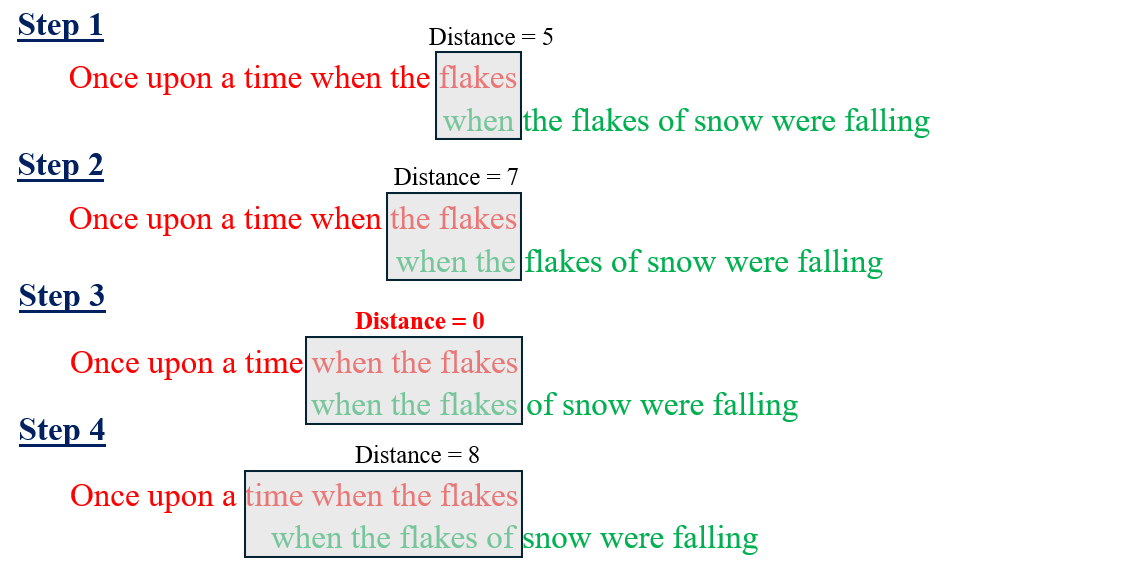 Step 1
Distance = 5
Once upon a time when the flakes
when the flakes of snow were falling
Step 2
Distance = 7
Once upon a time when the flakes
when the flakes of snow were falling
Step 3
Distance = 0
Once upon a time when the flakes
when the flakes of snow were falling
Step 4
Distance = 8
Once upon a time when the flakes
when the flakes of snow were falling